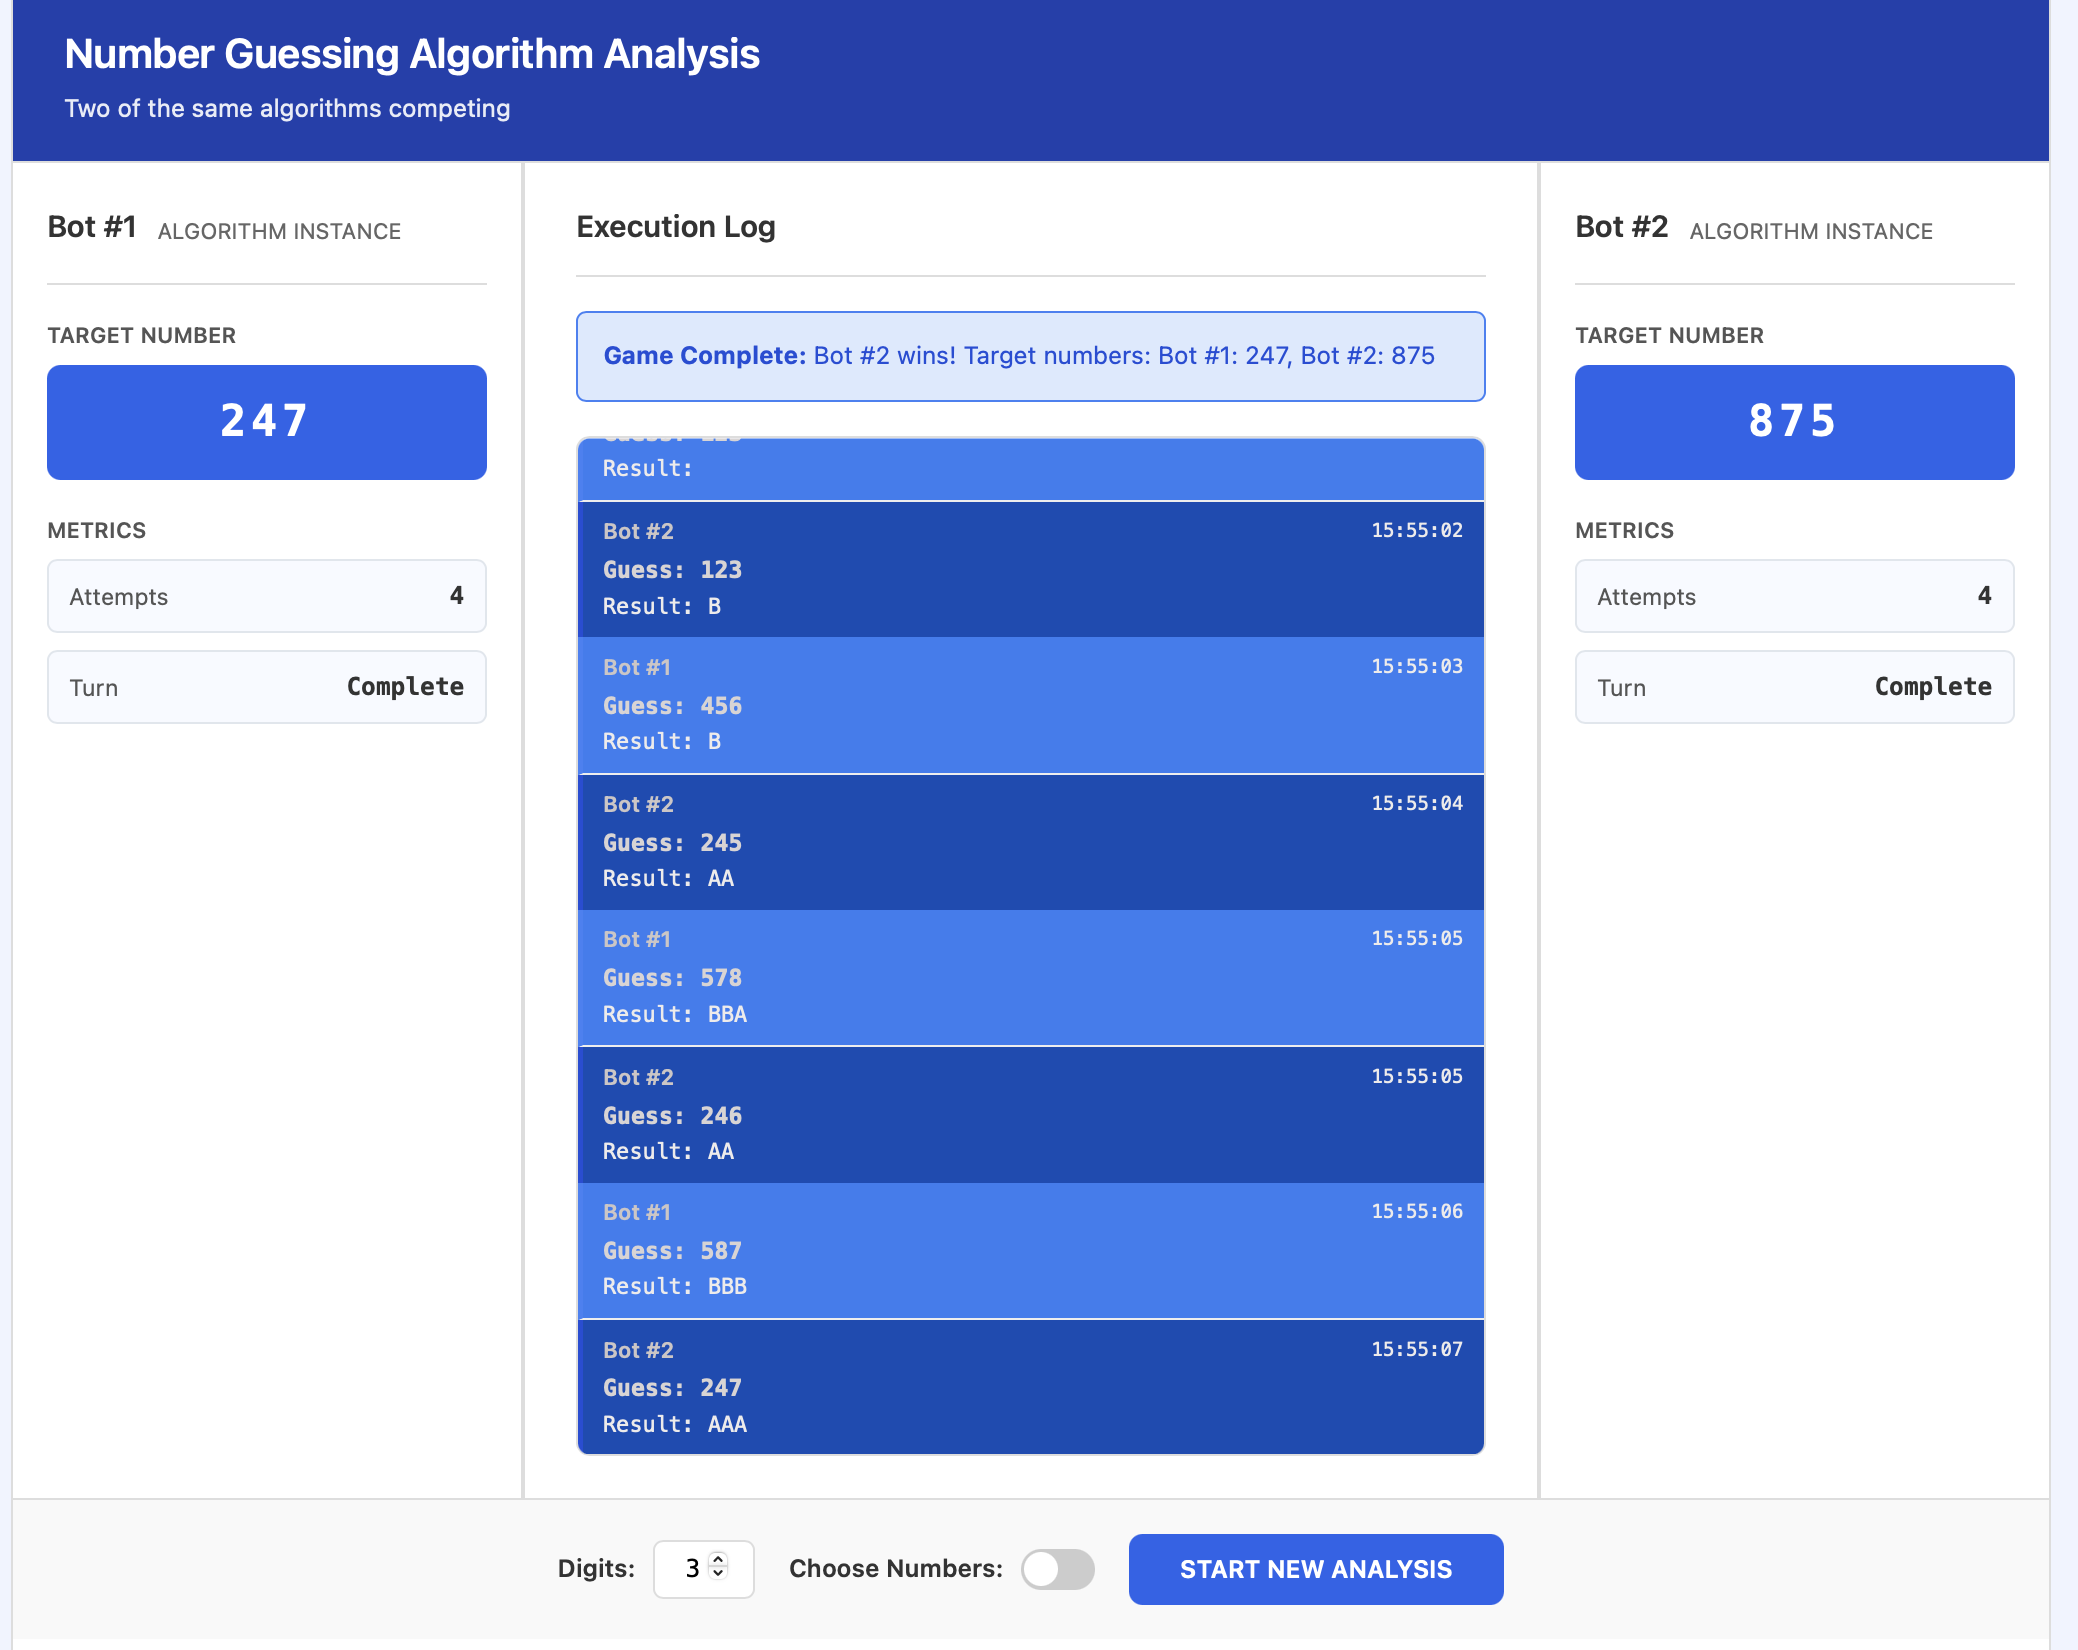 Number Guessing Algorithm Analysis
Two of the same algorithms competing
Bot #1 ALGORITHM INSTANCE
TARGET NUMBER
247
METRICS
Attempts 4
Turn Complete
Execution Log
Game Complete: Bot #2 wins! Target numbers: Bot #1: 247, Bot #2: 875
Result:
Bot #2 15:55:02
Guess: 123
Result: B
Bot #1 15:55:03
Guess: 456
Result: B
Bot #2 15:55:04
Guess: 245
Result: AA
Bot #1 15:55:05
Guess: 578
Result: BBA
Bot #2 15:55:05
Guess: 246
Result: AA
Bot #1 15:55:06
Guess: 587
Result: BBB
Bot #2 15:55:07
Guess: 247
Result: AAA
Bot #2 ALGORITHM INSTANCE
TARGET NUMBER
875
METRICS
Attempts 4
Turn Complete
Digits: 3 Choose Numbers: START NEW ANALYSIS